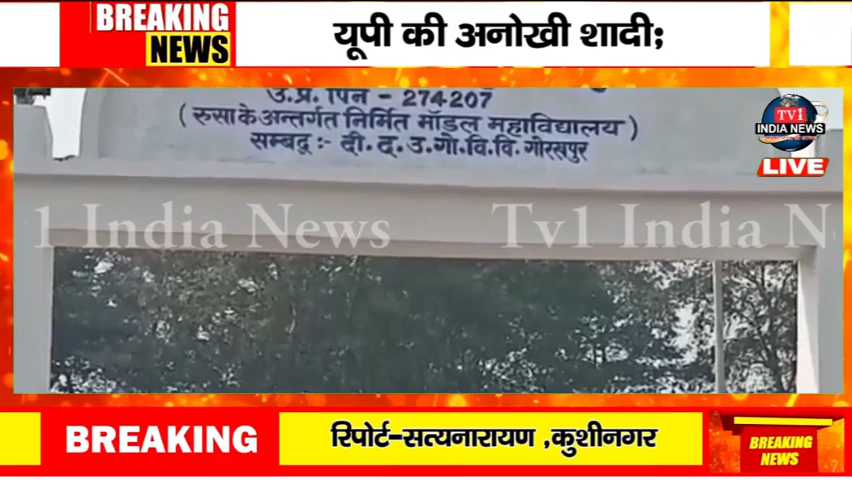 BREAKING
NEWS
यूपी की अनोखी शादी;
उ.प्र. पिन - 274207
(रुसा के अन्तर्गत निर्मित मॉडल महाविद्यालय)
सम्बद्ध :- दी. द. उ. गो. वि. वि. गोरखपुर
TV1
INDIA NEWS
LIVE
1 India News
Tv1 India N
BREAKING
रिपोर्ट-सत्यनारायण ,कुशीनगर
BREAKING
NEWS